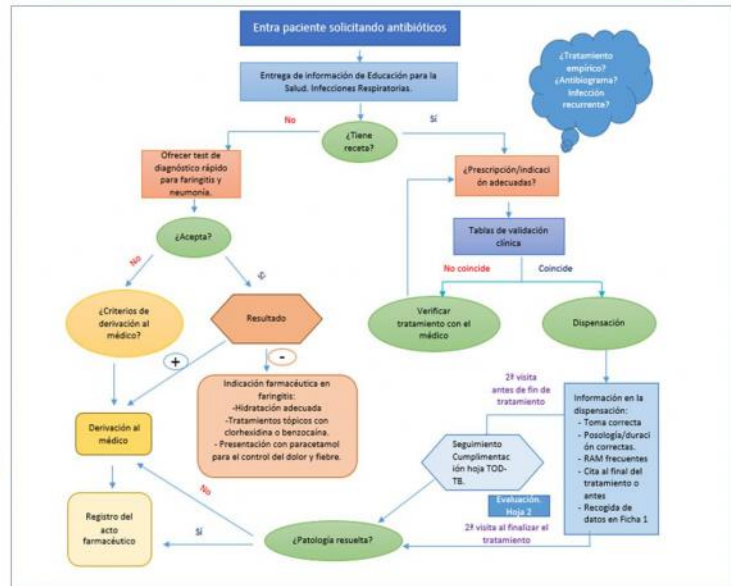 Entra paciente solicitando antibióticos
Entrega de información de Educación para la
Salud. Infecciones Respiratorias.
¿Tratamiento
empírico?
¿Antibiograma?
Infección
recurrente?
No
¿Tiene
receta?
Sí
Ofrecer test de
diagnóstico rápido
para faringitis y
neumonía.
¿Prescripción/indicaci
ón adecuadas?
¿Acepta?
Tablas de validación
clínica
No
Sí
No coincide
Coincide
¿Criterios de
derivación al
médico?
Resultado
Verificar
tratamiento con el
médico
Dispensación
+
-
Indicación farmacéutica en
faringitis:
-Hidratación adecuada
-Tratamientos tópicos con
clorhexidina o benzocaína.
- Presentación con paracetamol
para el control del dolor y fiebre.
2ª visita
antes de fin de
tratamiento
Información en la
dispensación:
- Toma correcta
- Posología/duraci
ón correctas.
- RAM frecuentes
- Cita al final del
tratamiento o
antes
- Recogida de
datos en Ficha 1
Derivación al
médico
Seguimiento
Cumplimentac
ión hoja TOD-
TB.
Evaluación.
Hoja 2
No
2ª visita al finalizar el
tratamiento
Registro del
acto
farmacéutico
Sí
¿Patología resuelta?